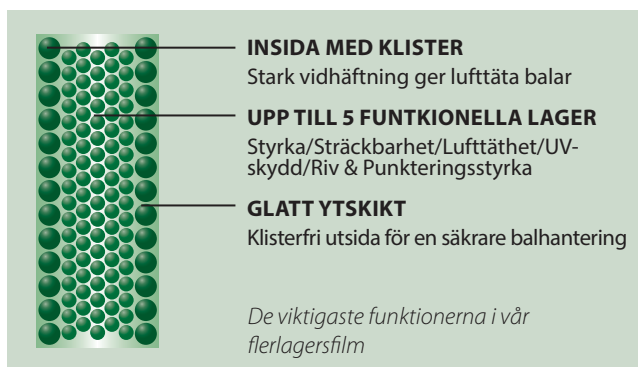 INSIDA MED KLISTER
Stark vidhäftning ger lufttäta balar
UPP TILL 5 FUNTKIONELLA LAGER
Styrka/Sträckbarhet/Lufttäthet/UV-
skydd/Riv & Punkteringsstyrka
GLATT YTSKIKT
Klisterfri utsida för en säkrare balhantering
De viktigaste funktionerna i vår
flerlagersfilm